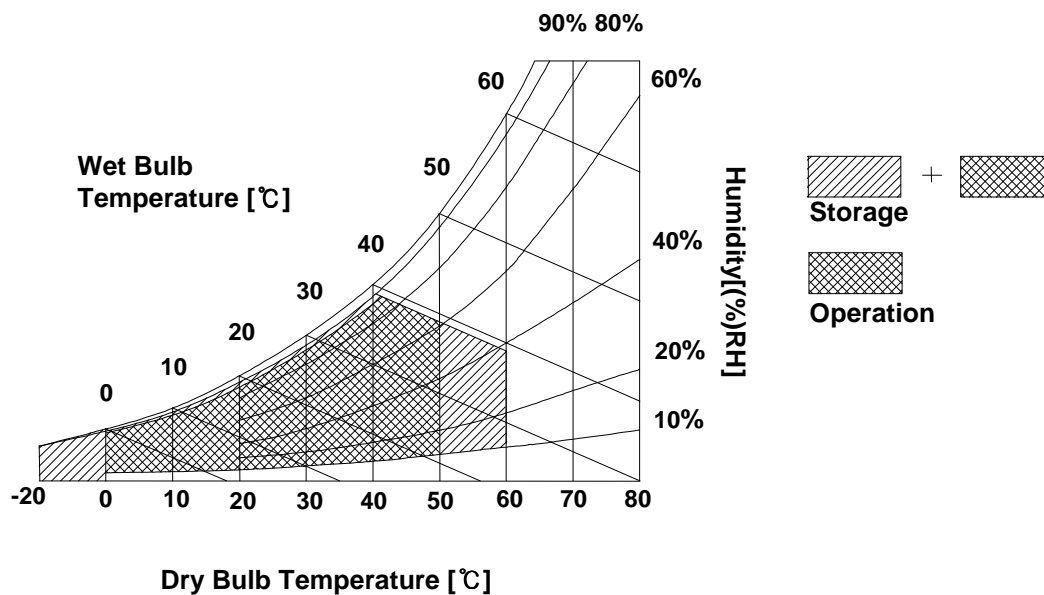 90% 80%
60
60%
Wet Bulb
Temperature [℃]
50
Humidity[(%)RH]
Storage
40
40%
30
Operation
20
20%
10
0
10%
-20 0 10 20 30 40 50 60 70 80
Dry Bulb Temperature [℃]